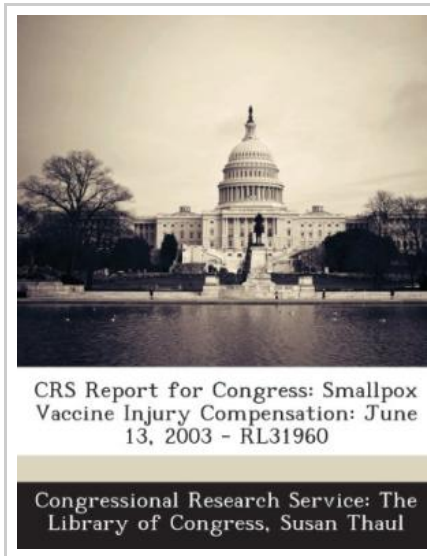 CRS Report for Congress: Smallpox
Vaccine Injury Compensation: June
13, 2003 - RL31960
Congressional Research Service: The
Library of Congress, Susan Thaul